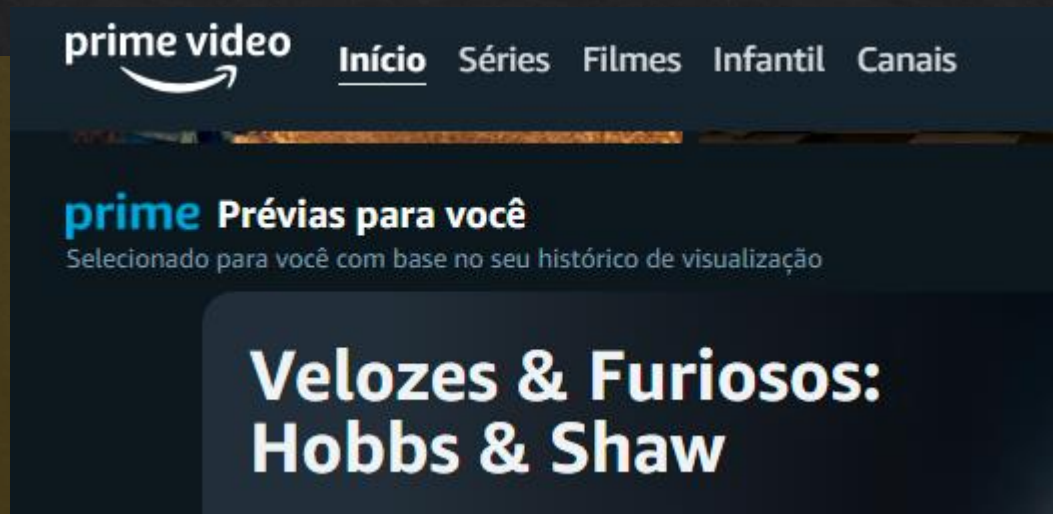 prime video
Início Séries Filmes Infantil Canais
prime Prévias para você
Selecionado para você com base no seu histórico de visualização
Velozes & Furiosos:
Hobbs & Shaw